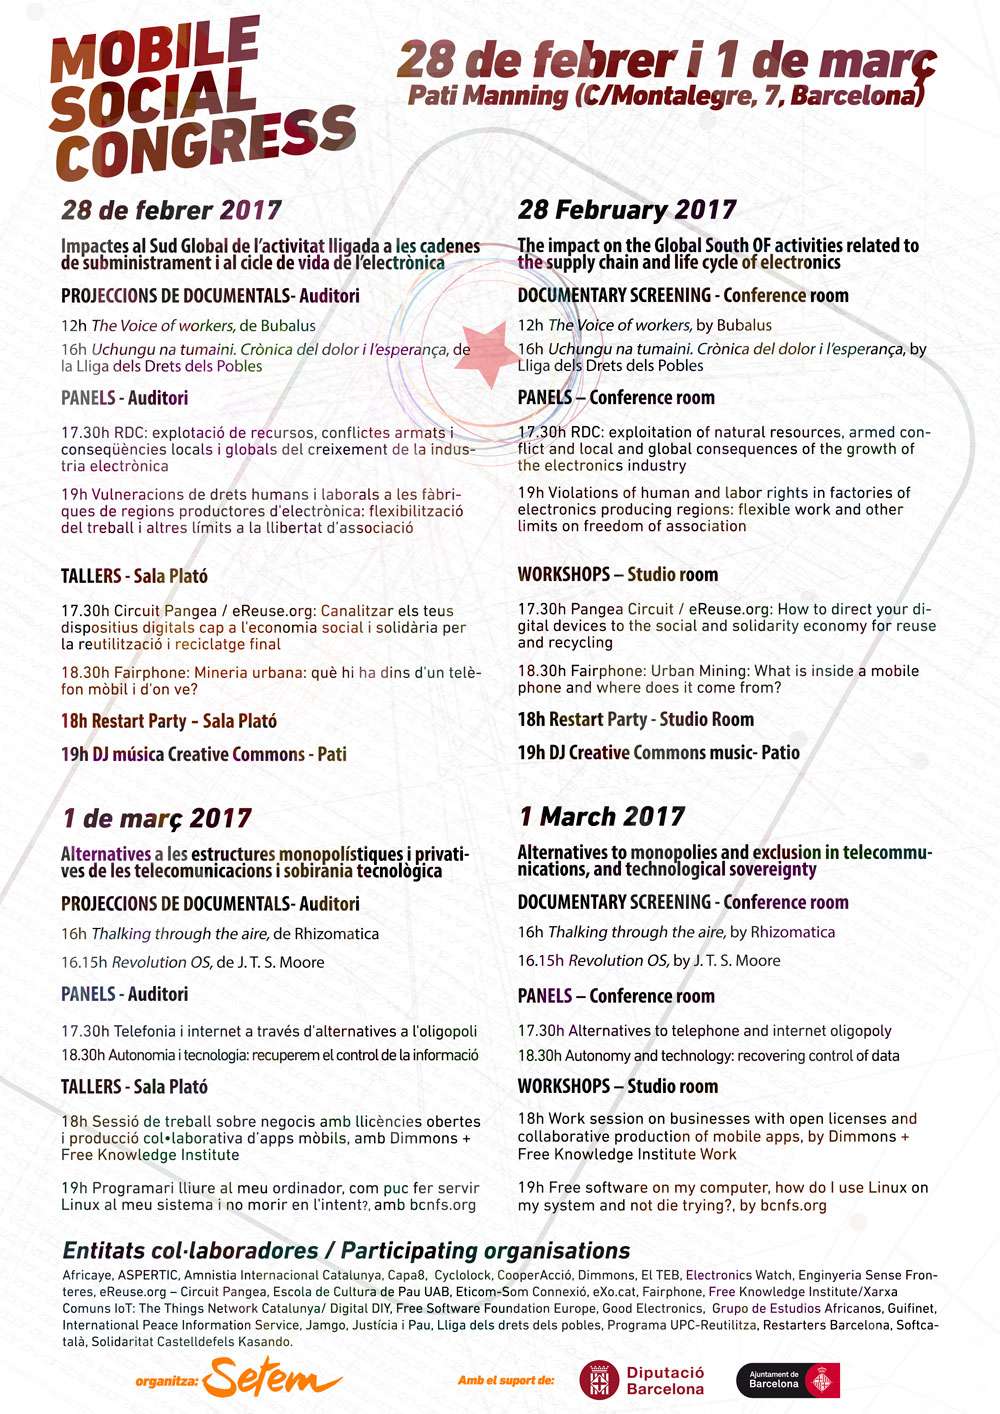 MOBILE
SOCIAL
CONGRESS
28 de febrer i 1 de març
Pati Manning (C/Montalegre, 7, Barcelona)
28 de febrer 2017
Impactes al Sud Global de l'activitat lligada a les cadenes
de subministrament i al cicle de vida de l'electrònica
PROJECCIONS DE DOCUMENTALS- Auditori
12h The Voice of workers, de Bubalus
16h Uchungu na tumaini. Crònica del dolor i l'esperança, de
la Lliga dels Drets dels Pobles
PANELS - Auditori
17.30h RDC: explotació de recursos, conflictes armats i
conseqüències locals i globals del creixement de la indus-
tria electrònica
19h Vulneracions de drets humans i laborals a les fàbri-
ques de regions productores d'electrònica: flexibilització
del treball i altres límits a la llibertat d'associació
TALLERS - Sala Plató
17.30h Circuit Pangea / eReuse.org: Canalitzar els teus
dispositius digitals cap a l'economia social i solidària per
la reutilització i reciclatge final
18.30h Fairphone: Mineria urbana: què hi ha dins d'un telè-
fon mòbil i d'on ve?
18h Restart Party - Sala Plató
19h DJ música Creative Commons - Pati
28 February 2017
The impact on the Global South OF activities related to
the supply chain and life cycle of electronics
DOCUMENTARY SCREENING - Conference room
12h The Voice of workers, by Bubalus
16h Uchungu na tumaini. Crònica del dolor i l'esperança, by
Lliga dels Drets dels Pobles
PANELS – Conference room
17.30h RDC: exploitation of natural resources, armed con-
flict and local and global consequences of the growth of
the electronics industry
19h Violations of human and labor rights in factories of
electronics producing regions: flexible work and other
limits on freedom of association
WORKSHOPS – Studio room
17.30h Pangea Circuit / eReuse.org: How to direct your di-
gital devices to the social and solidarity economy for reuse
and recycling
18.30h Fairphone: Urban Mining: What is inside a mobile
phone and where does it come from?
18h Restart Party - Studio Room
19h DJ Creative Commons music- Patio
1 de març 2017
Alternatives a les estructures monopolístiques i privati-
ves de les telecomunicacions i sobirania tecnològica
PROJECCIONS DE DOCUMENTALS- Auditori
16h Thalking through the aire, de Rhizomatica
16.15h Revolution OS, de J. T. S. Moore
PANELS - Auditori
17.30h Telefonia i internet a través d'alternatives a l'oligopoli
18.30h Autonomia i tecnologia: recuperem el control de la informació
TALLERS - Sala Plató
18h Sessió de treball sobre negocis amb llicències obertes
i producció col•laborativa d'apps mòbils, amb Dimmons +
Free Knowledge Institute
19h Programari lliure al meu ordinador, com puc fer servir
Linux al meu sistema i no morir en l'intent?, amb bcnfs.org
1 March 2017
Alternatives to monopolies and exclusion in telecommu-
nications, and technological sovereignty
DOCUMENTARY SCREENING - Conference room
16h Thalking through the aire, by Rhizomatica
16.15h Revolution OS, by J. T. S. Moore
PANELS – Conference room
17.30h Alternatives to telephone and internet oligopoly
18.30h Autonomy and technology: recovering control of data
WORKSHOPS – Studio room
18h Work session on businesses with open licenses and
collaborative production of mobile apps, by Dimmons +
Free Knowledge Institute Work
19h Free software on my computer, how do I use Linux on
my system and not die trying?, by bcnfs.org
Entitats col·laboradores / Participating organisations
Africaye, ASPERTIC, Amnistia Internacional Catalunya, Capa8, Cyclolock, CooperAcció, Dimmons, El TEB, Electronics Watch, Enginyeria Sense Fron-
teres, eReuse.org – Circuit Pangea, Escola de Cultura de Pau UAB, Eticom-Som Connexió, eXo.cat, Fairphone, Free Knowledge Institute/Xarxa
Comuns IoT: The Things Network Catalunya/ Digital DIY, Free Software Foundation Europe, Good Electronics, Grupo de Estudios Africanos, Guifinet,
International Peace Information Service, Jamgo, Justícia i Pau, Lliga dels drets dels pobles, Programa UPC-Reutilitza, Restarters Barcelona, Softca-
talà, Solidaritat Castelldefels Kasando.
organitza: Setem
Amb el suport de:
Diputació
Barcelona
Ajuntament de
Barcelona